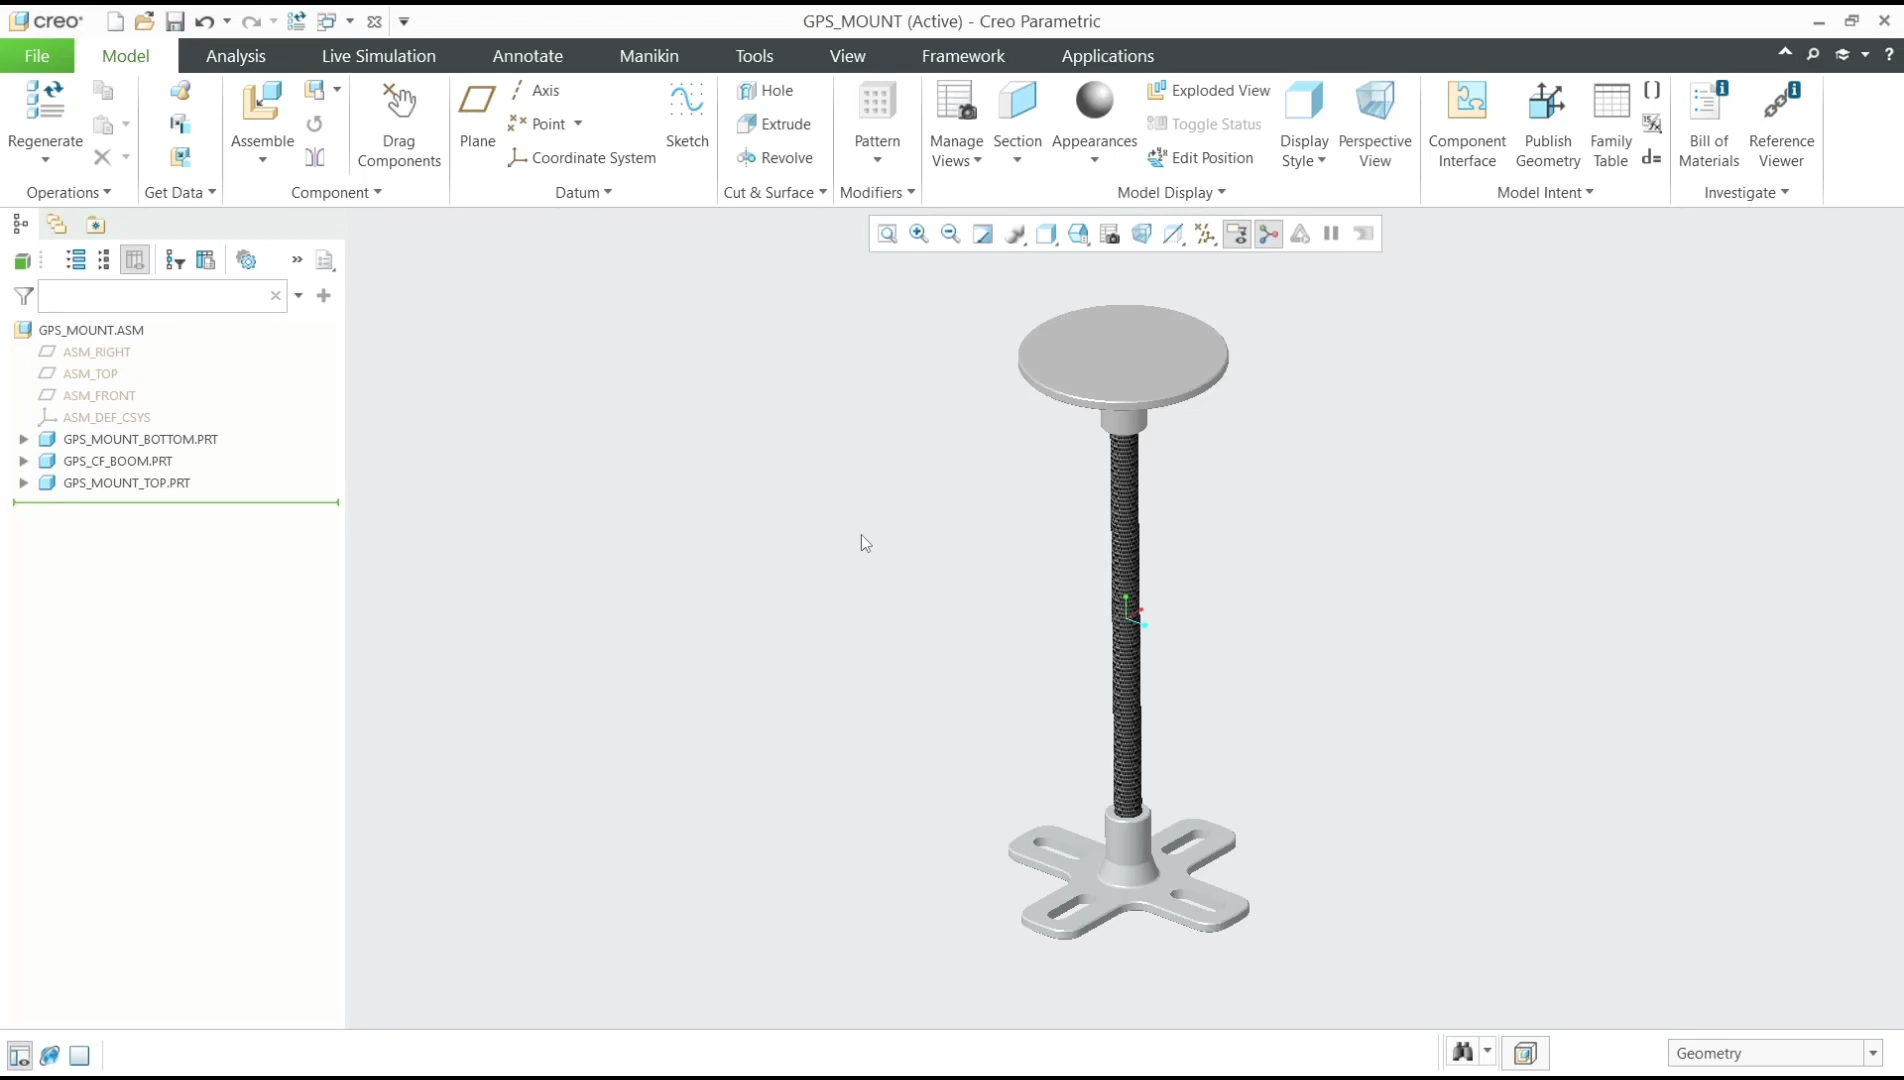 creo
GPS_MOUNT (Active) - Creo Parametric
File Model Analysis Live Simulation Annotate Manikin Tools View Framework Applications
Regenerate
Operations
Get Data
Assemble
Drag Components
Component
Plane
Axis
Point
Coordinate System
Sketch
Datum
Hole
Extrude
Revolve
Cut & Surface
Pattern
Modifiers
Manage Views
Section
Appearances
Exploded View
Toggle Status
Edit Position
Display Style
Perspective View
Model Display
Component Interface
Publish Geometry
Family Table
d=
Model Intent
Bill of Materials
Reference Viewer
Investigate
GPS_MOUNT.ASM
ASM_RIGHT
ASM_TOP
ASM_FRONT
ASM_DEF_CSYS
GPS_MOUNT_BOTTOM.PRT
GPS_CF_BOOM.PRT
GPS_MOUNT_TOP.PRT
Geometry